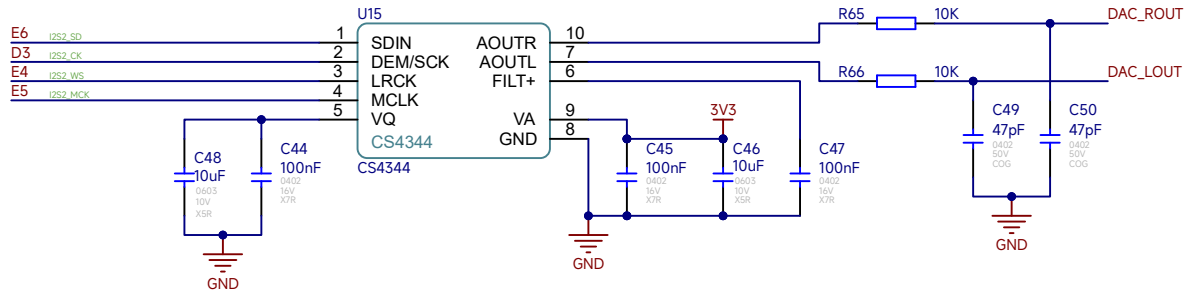 U15
R65 10K DAC_ROUT
E6 I2S2_SD 1 SDIN AOUTR 10
D3 I2S2_CK 2 DEM/SCK AOUTL 7
R66 10K DAC_LOUT
E4 I2S2_WS 3 LRCK FILT+ 6
E5 I2S2_MCK 4 MCLK
5 VQ VA 9
GND 8
CS4344
CS4344
3V3
C48
10uF
0603
10V
X5R
C44
100nF
0402
16V
X7R
GND
C45
100nF
0402
16V
X7R
C46
10uF
0603
10V
X5R
C47
100nF
0402
16V
X7R
GND
C49
47pF
0402
50V
COG
C50
47pF
0402
50V
COG
GND